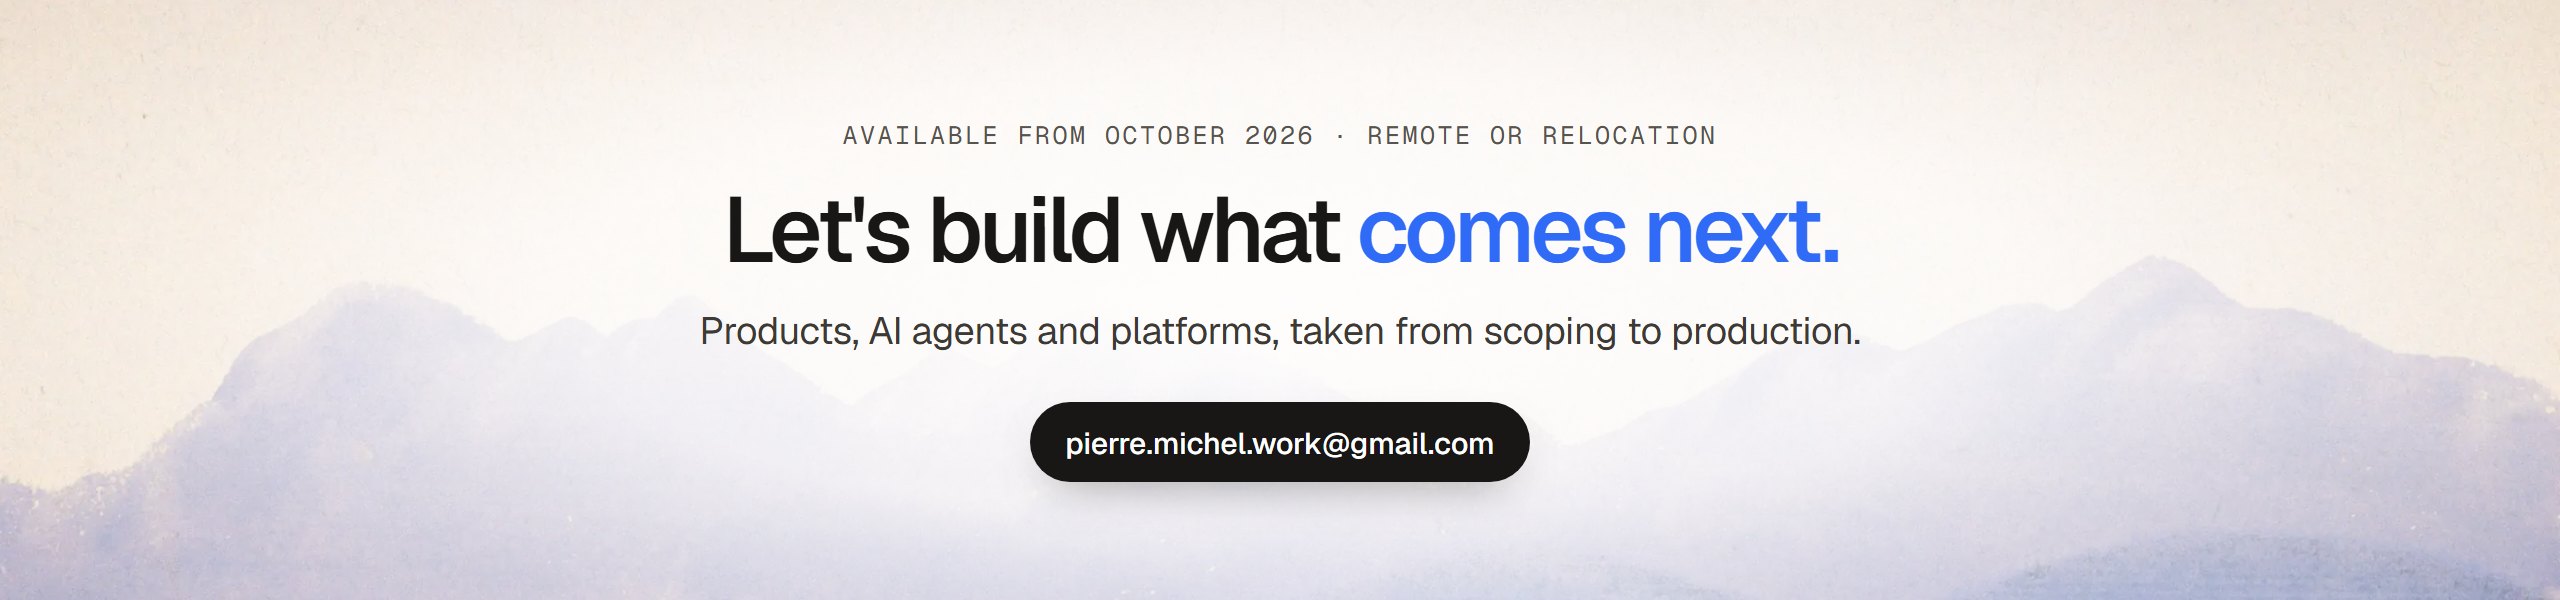 AVAILABLE FROM OCTOBER 2026 · REMOTE OR RELOCATION
Let's build what comes next.
Products, AI agents and platforms, taken from scoping to production.
pierre.michel.work@gmail.com